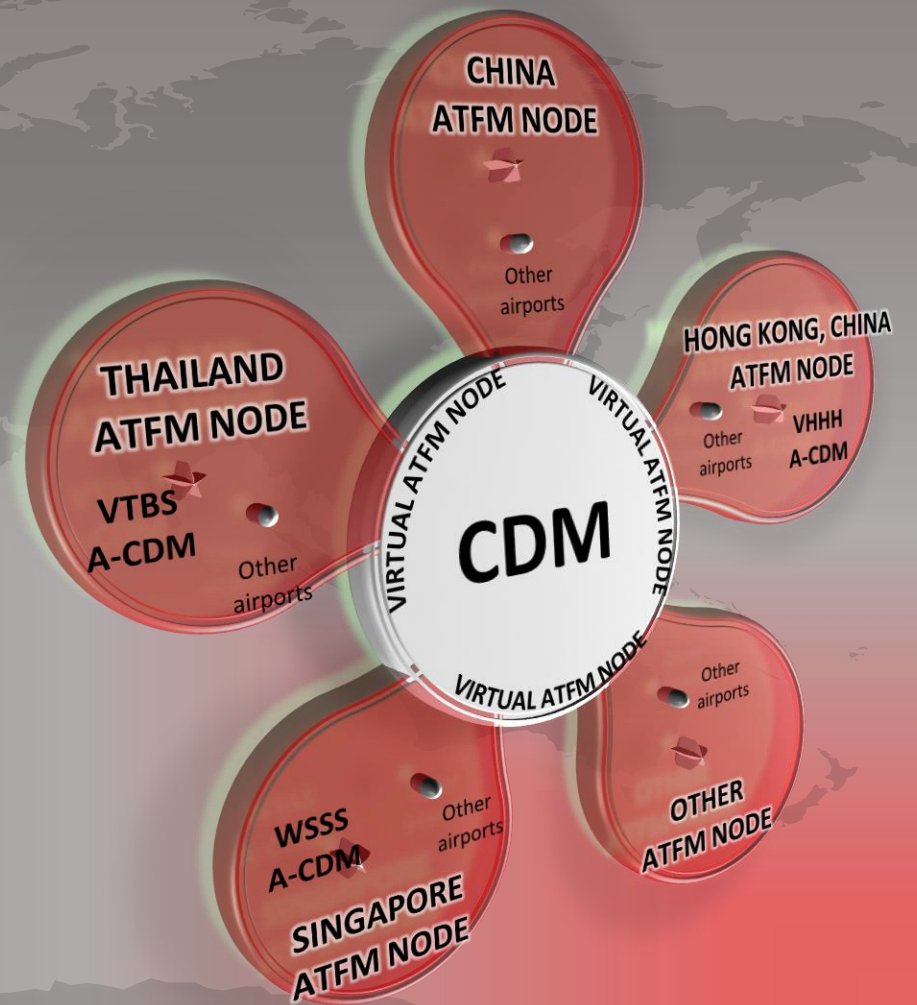 CHINA
ATFM NODE
Other
airports
HONG KONG, CHINA
ATFM NODE
Other
airports
VHHH
A-CDM
THAILAND
ATFM NODE
VTBS
A-CDM
Other
airports
VIRTUAL ATFM NODE
VIRTUAL ATFM NODE
CDM
VIRTUAL ATFM NODE
Other
airports
OTHER
ATFM NODE
WSSS
A-CDM
Other
airports
SINGAPORE
ATFM NODE